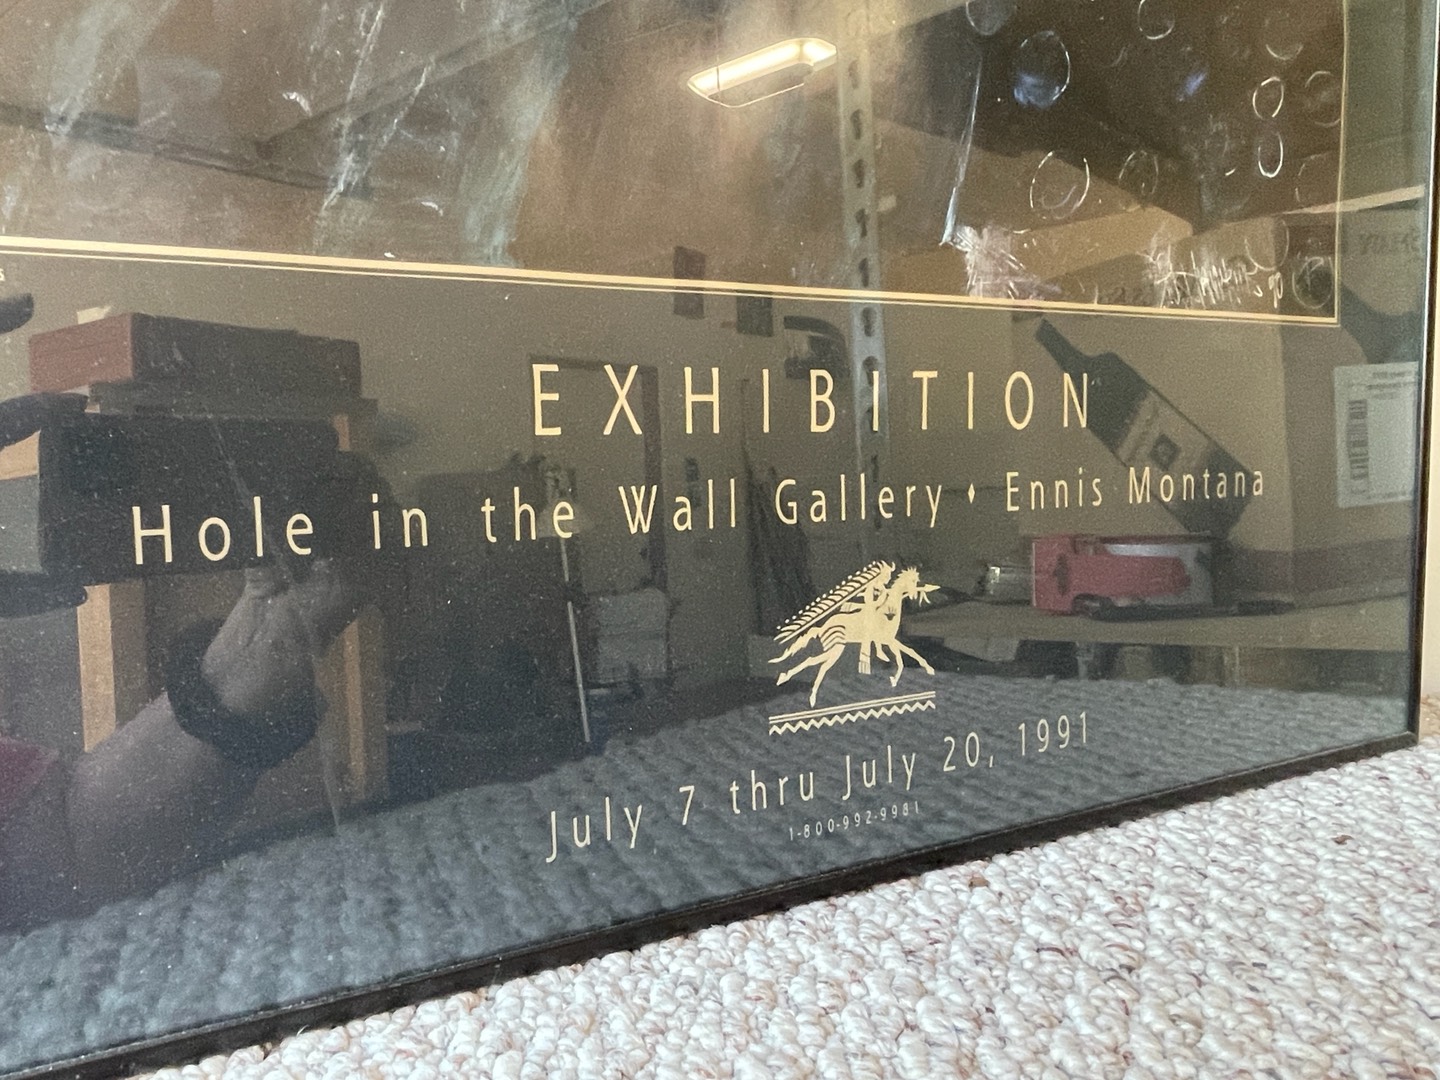 EXHIBITION
Hole in the Wall Gallery ♦ Ennis Montana
July 7 thru July 20, 1991
1-800-992-9981